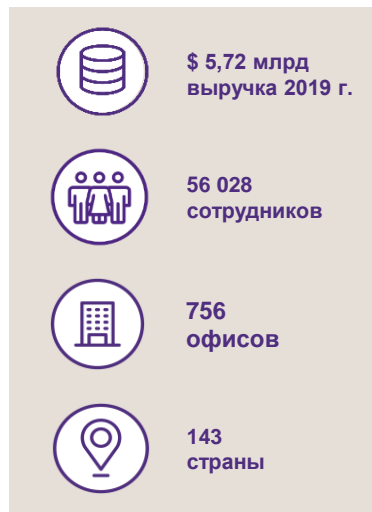 $ 5,72 млрд
выручка 2019 г.
56 028
сотрудников
756
офисов
143
страны